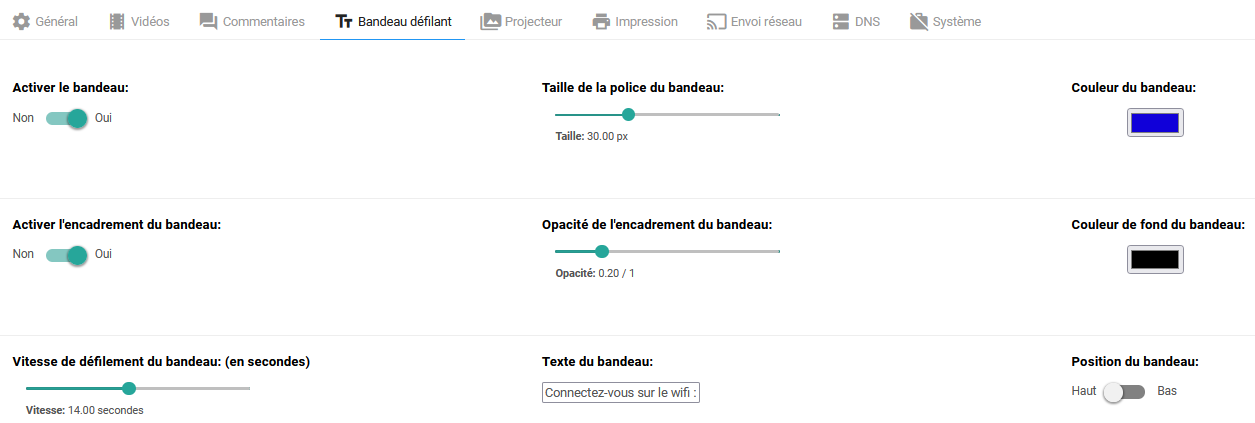 Général Vidéos Commentaires Bandeau défilant Projecteur Impression Envoi réseau DNS Système
Activer le bandeau: Taille de la police du bandeau: Couleur du bandeau:
Non Oui
Taille: 30.00 px
Activer l'encadrement du bandeau: Opacité de l'encadrement du bandeau: Couleur de fond du bandeau:
Non Oui
Opacité: 0.20 / 1
Vitesse de défilement du bandeau: (en secondes) Texte du bandeau: Position du bandeau:
Connectez-vous sur le wifi : Haut Bas
Vitesse: 14.00 secondes